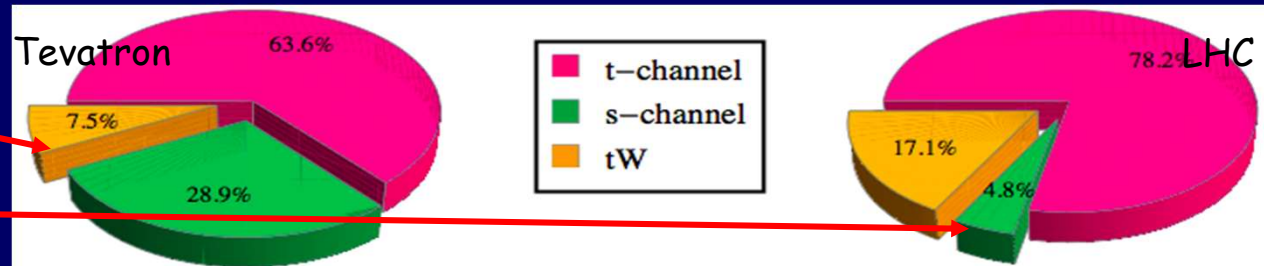 Tevatron
63.6%
7.5%
28.9%
t–channel
s–channel
tW
LHC
78.2%
17.1%
4.8%